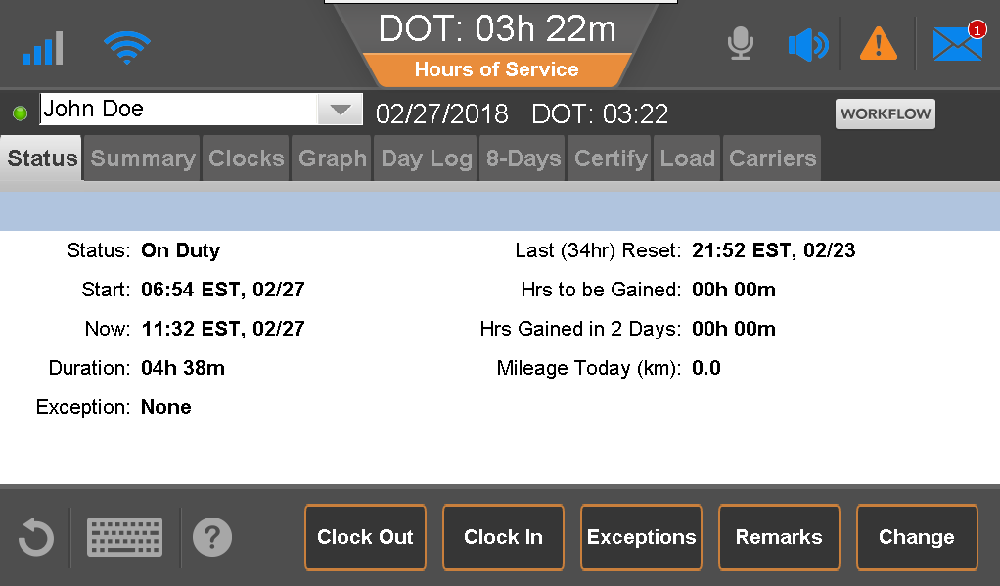 DOT: 03h 22m
Hours of Service
1
John Doe 02/27/2018 DOT: 03:22 WORKFLOW
Status Summary Clocks Graph Day Log 8-Days Certify Load Carriers
Status: On Duty Last (34hr) Reset: 21:52 EST, 02/23
Start: 06:54 EST, 02/27 Hrs to be Gained: 00h 00m
Now: 11:32 EST, 02/27 Hrs Gained in 2 Days: 00h 00m
Duration: 04h 38m Mileage Today (km): 0.0
Exception: None
? Clock Out Clock In Exceptions Remarks Change